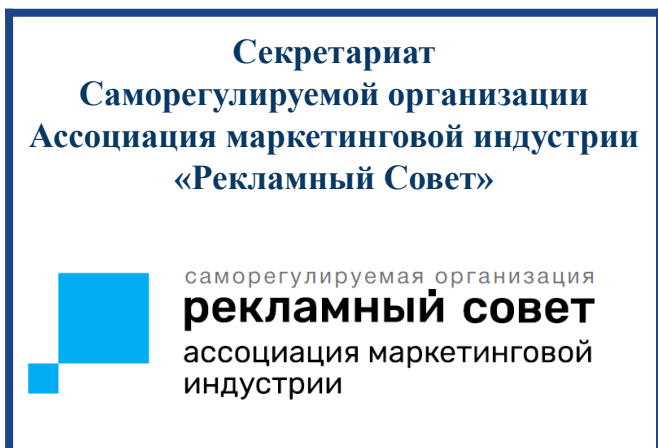 Секретариат
Саморегулируемой организации
Ассоциация маркетинговой индустрии
«Рекламный Совет»
саморегулируемая организация
рекламный совет
ассоциация маркетинговой
индустрии